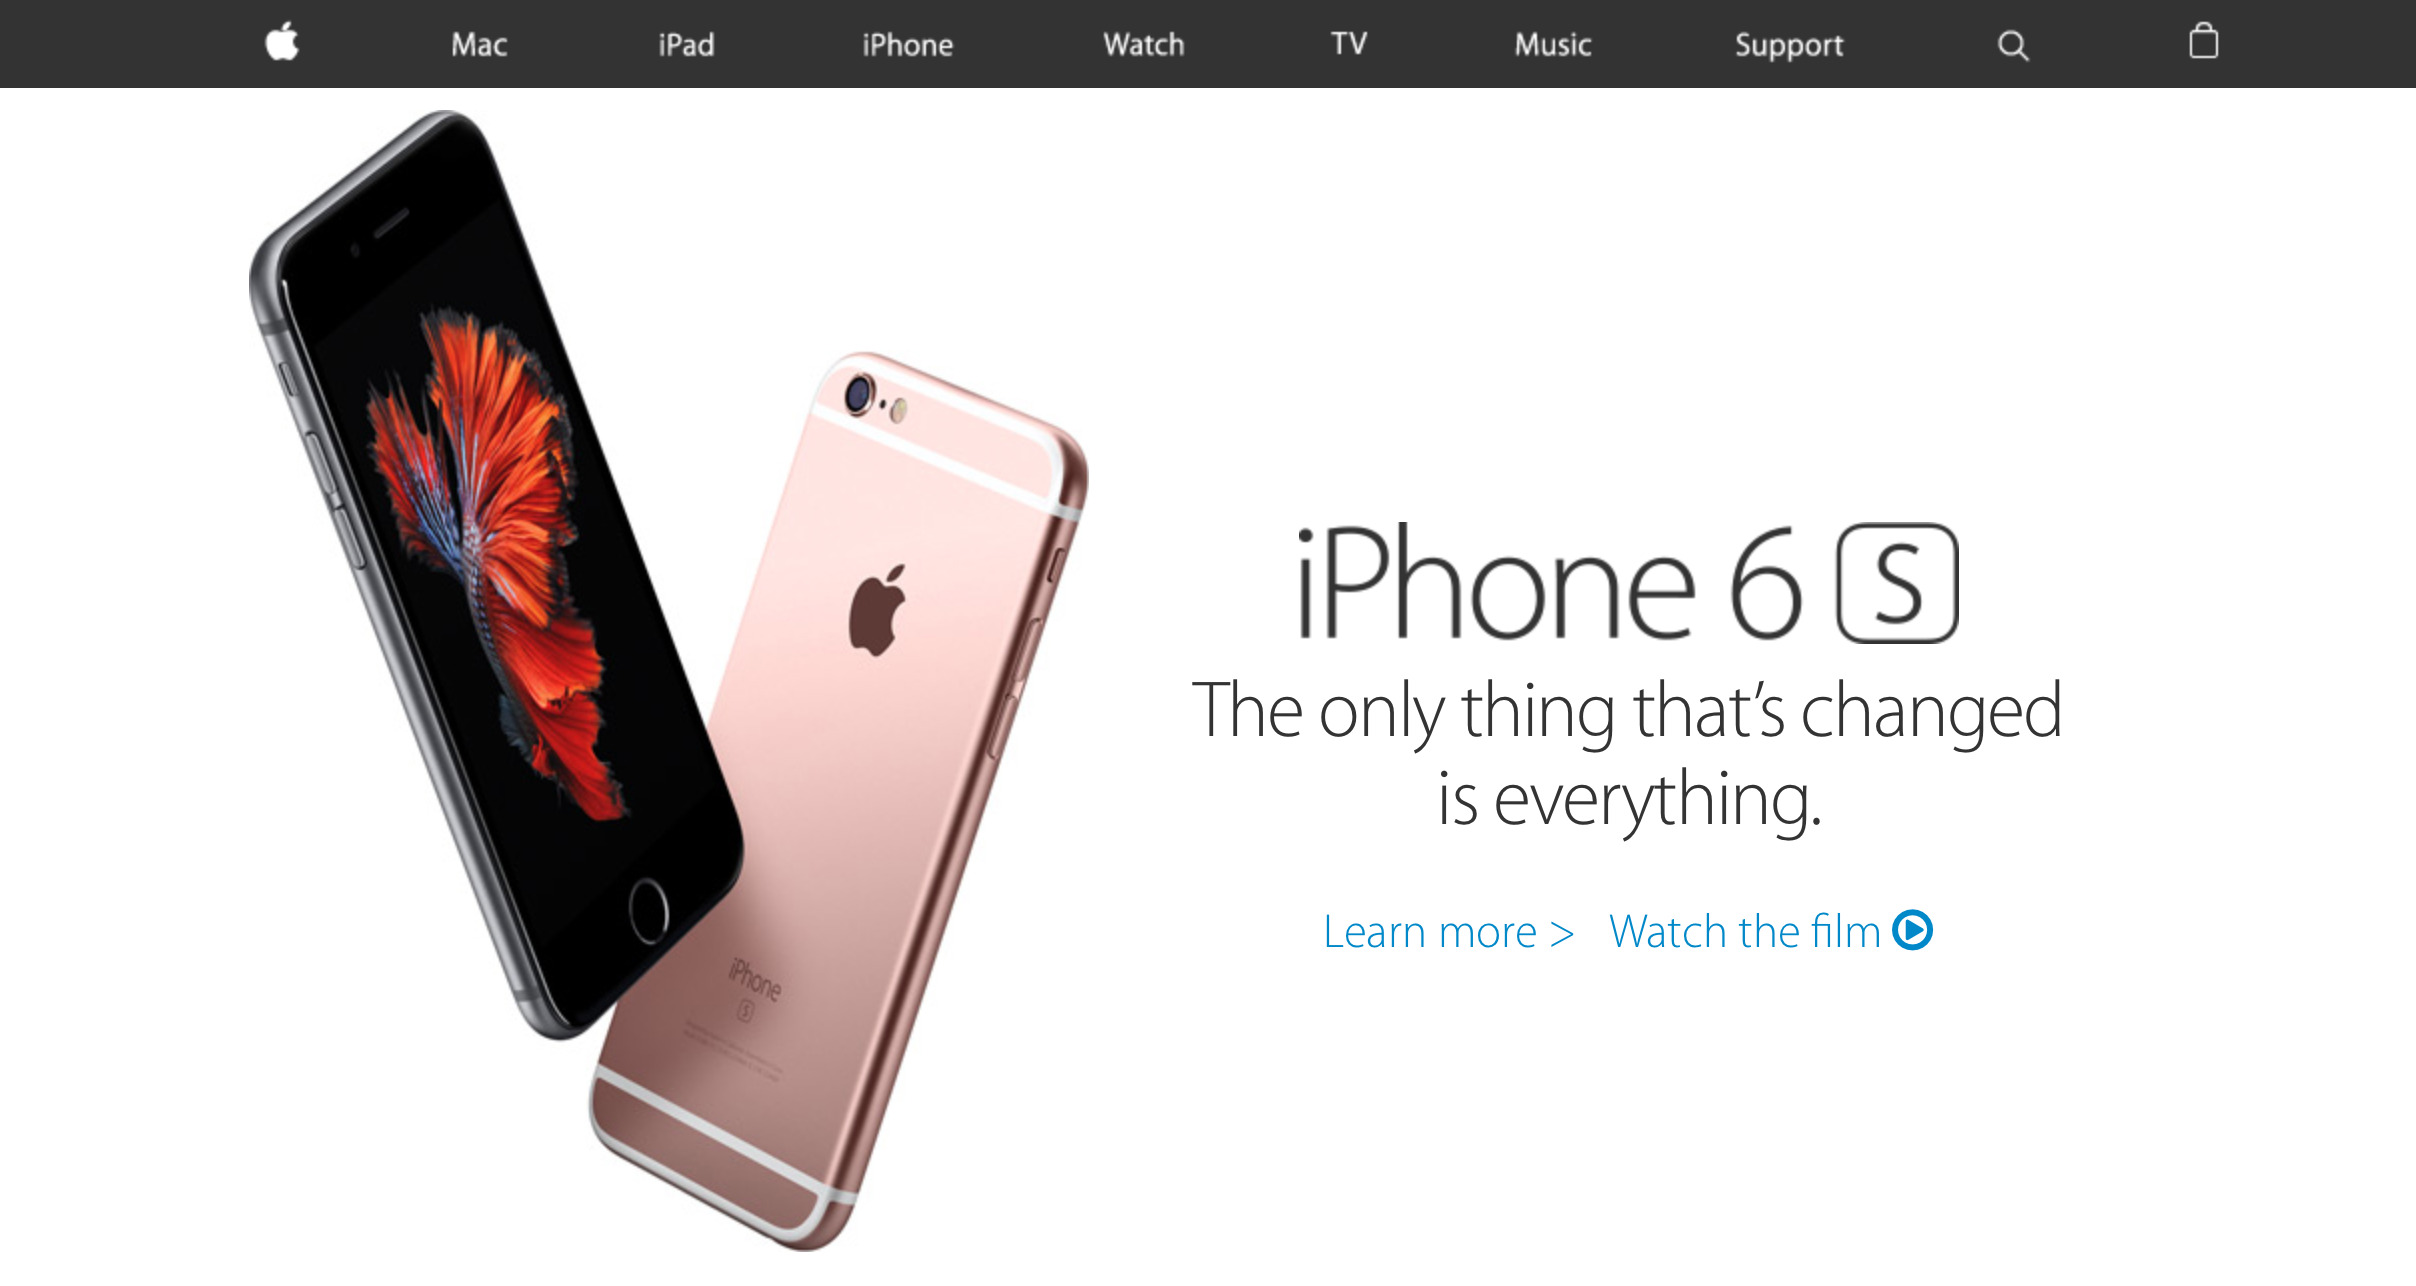 Mac iPad iPhone Watch TV Music Support
iPhone 6 S
The only thing that's changed
is everything.
Learn more > Watch the film
iPhone
S